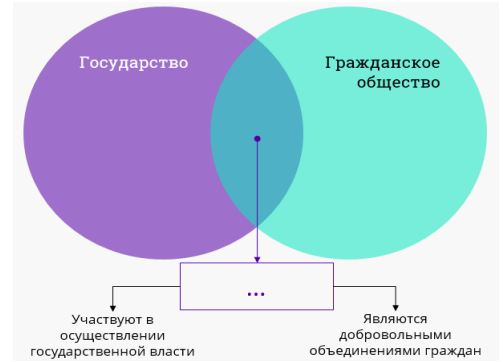 Государство
Гражданское
общество
...
Участвуют в
осуществлении
государственной власти
Являются
добровольными
объединениями граждан